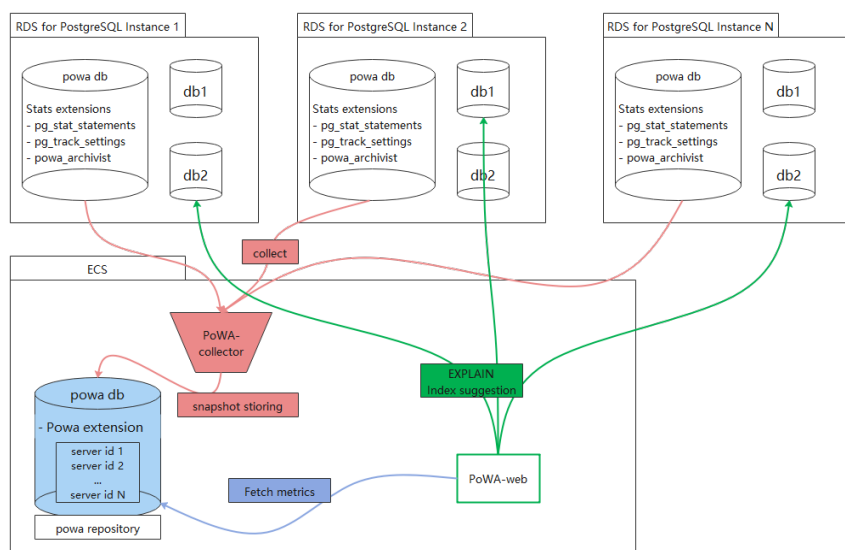 RDS for PostgreSQL Instance 1
powa db
Stats extensions
- pg_stat_statements
- pg_track_settings
- powa_archivist
db1
db2
RDS for PostgreSQL Instance 2
powa db
Stats extensions
- pg_stat_statements
- pg_track_settings
- powa_archivist
db1
db2
RDS for PostgreSQL Instance N
powa db
Stats extensions
- pg_stat_statements
- pg_track_settings
- powa_archivist
db1
db2
collect
ECS
PoWA-
collector
EXPLAIN
Index suggestion
snapshot stioring
powa db
- Powa extension
server id 1
server id 2
...
server id N
powa repository
Fetch metrics
PoWA-web